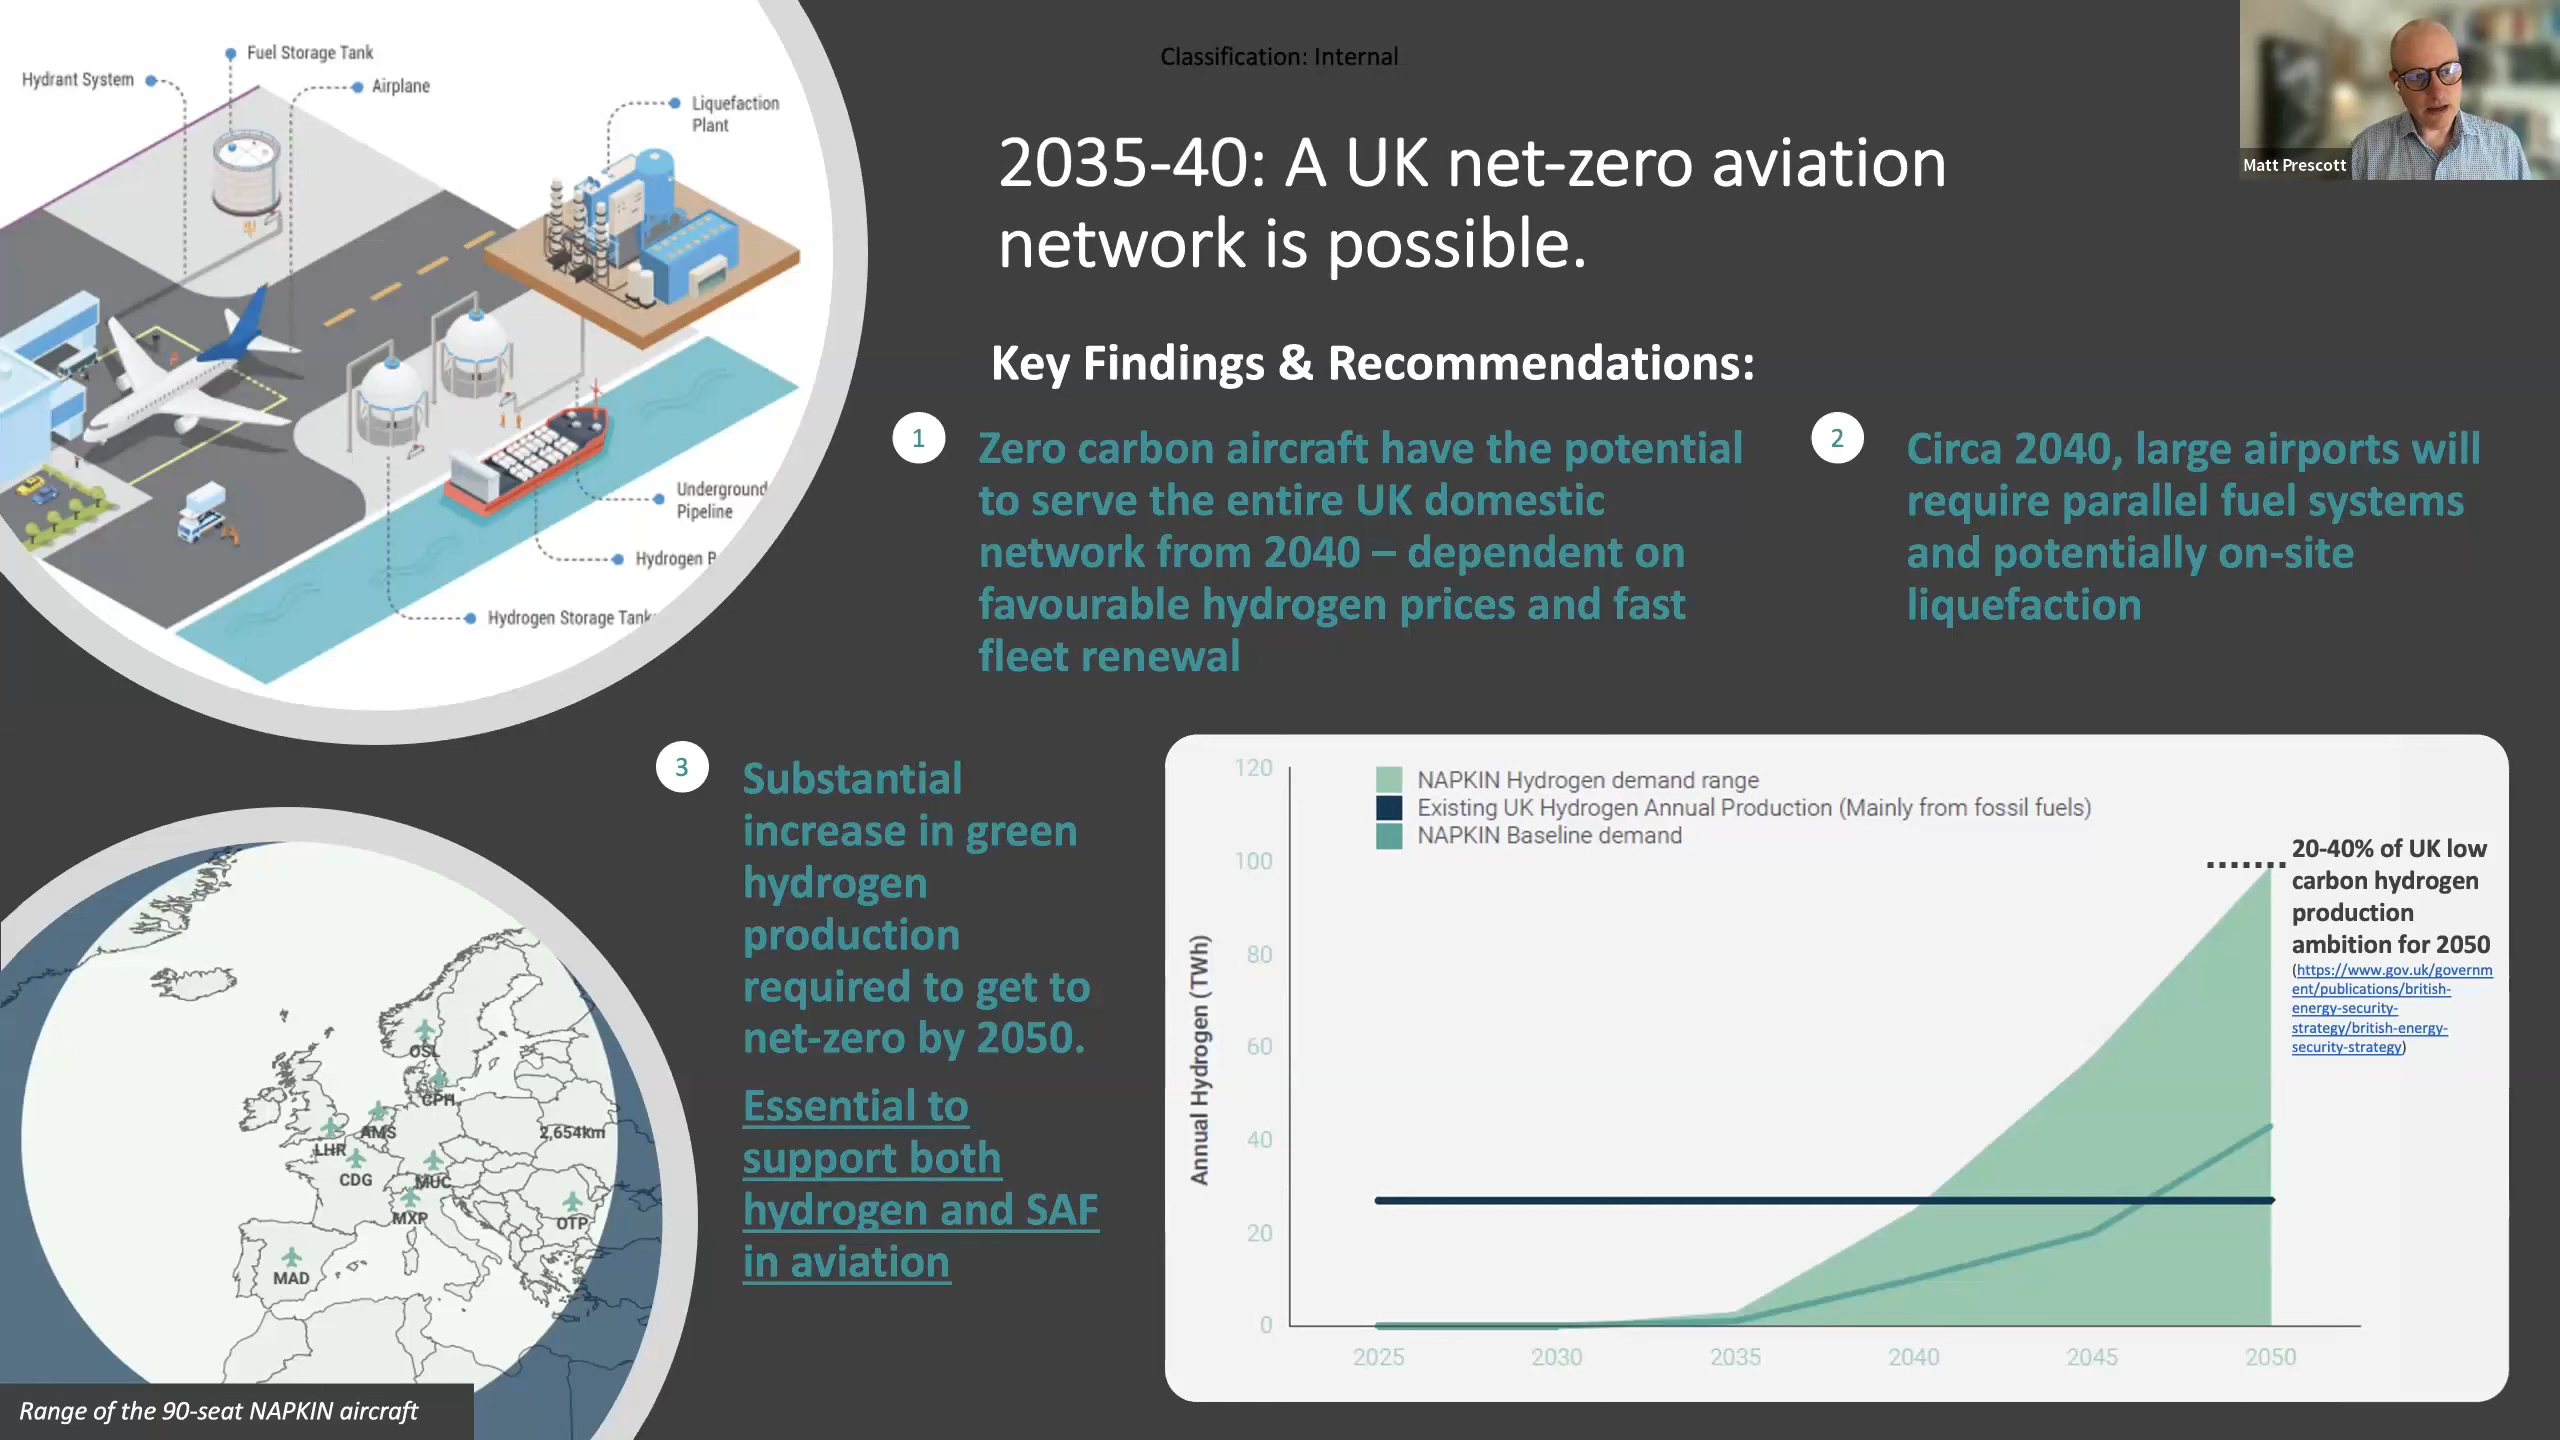 Classification: Internal
Matt Prescott
2035-40: A UK net-zero aviation
network is possible.
Fuel Storage Tank
Hydrant System
Airplane
Liquefaction
Plant
Underground
Pipeline
Hydrogen
Hydrogen Storage Tank
Key Findings & Recommendations:
1
Zero carbon aircraft have the potential
to serve the entire UK domestic
network from 2040 – dependent on
favourable hydrogen prices and fast
fleet renewal
2
Circa 2040, large airports will
require parallel fuel systems
and potentially on-site
liquefaction
3
Substantial
increase in green
hydrogen
production
required to get to
net-zero by 2050.
Essential to
support both
hydrogen and SAF
in aviation
OSL
CPH
AMS
2,654km
LHR
CDG
MUC
MXP
OTP
MAD
Range of the 90-seat NAPKIN aircraft
NAPKIN Hydrogen demand range
Existing UK Hydrogen Annual Production (Mainly from fossil fuels)
NAPKIN Baseline demand
Annual Hydrogen (TWh)
120
100
80
60
40
20
0
2025 2030 2035 2040 2045 2050
20-40% of UK low
carbon hydrogen
production
ambition for 2050
(https://www.gov.uk/governm
ent/publications/british-
energy-security-
strategy/british-energy-
security-strategy)